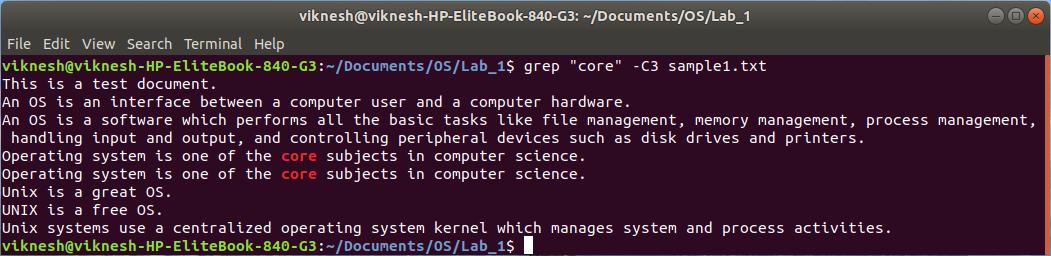 viknesh@viknesh-HP-EliteBook-840-G3: ~/Documents/OS/Lab_1
File Edit View Search Terminal Help
viknesh@viknesh-HP-EliteBook-840-G3:~/Documents/OS/Lab_1$ grep "core" -C3 sample1.txt
This is a test document.
An OS is an interface between a computer user and a computer hardware.
An OS is a software which performs all the basic tasks like file management, memory management, process management,
handling input and output, and controlling peripheral devices such as disk drives and printers.
Operating system is one of the core subjects in computer science.
Operating system is one of the core subjects in computer science.
Unix is a great OS.
UNIX is a free OS.
Unix systems use a centralized operating system kernel which manages system and process activities.
viknesh@viknesh-HP-EliteBook-840-G3:~/Documents/OS/Lab_1$